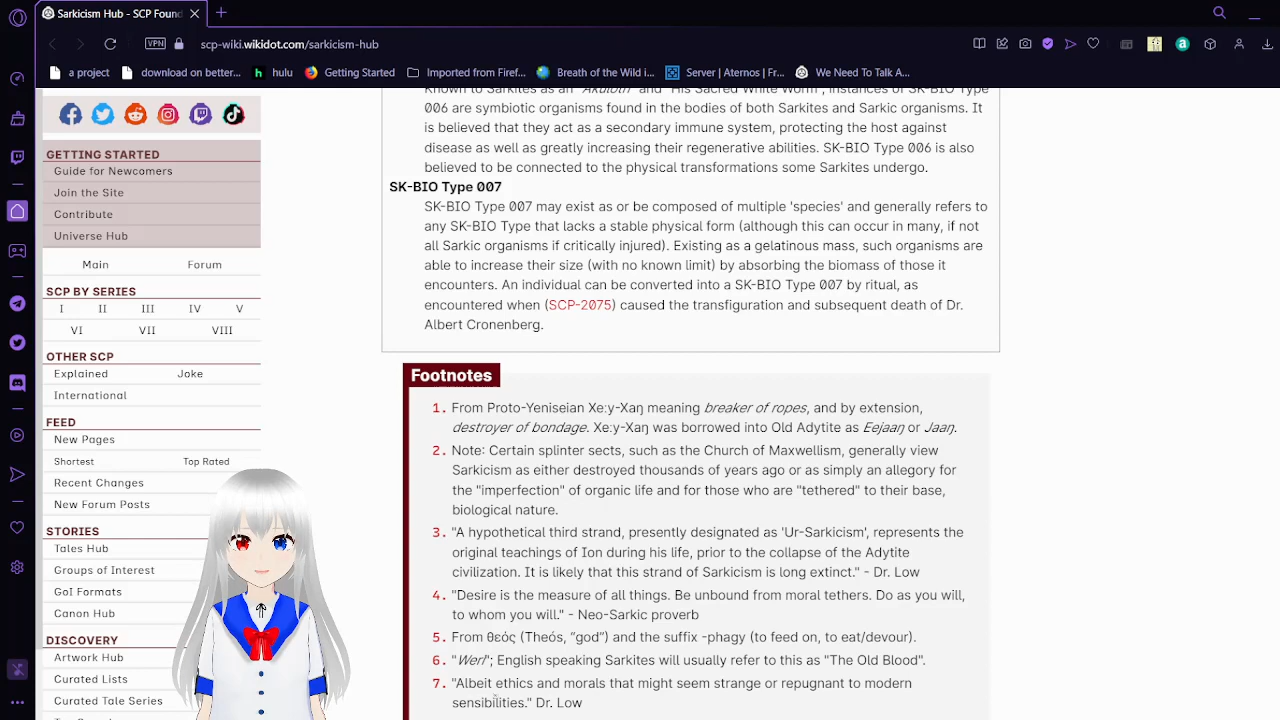 Sarkicism Hub - SCP Found
scp-wiki.wikidot.com/sarkicism-hub
VPN
a project
download on better...
hulu
Getting Started
Imported from Firef...
Breath of the Wild i...
Server | Aternos | Fr...
We Need To Talk A...
GETTING STARTED
Guide for Newcomers
Join the Site
Contribute
Universe Hub
Main Forum
SCP BY SERIES
I II III IV V
VI VII VIII
OTHER SCP
Explained Joke
International
FEED
New Pages
Shortest Top Rated
Recent Changes
New Forum Posts
STORIES
Tales Hub
Groups of Interest
GoI Formats
Canon Hub
DISCOVERY
Artwork Hub
Curated Lists
Curated Tale Series
Known to Sarkites as an "Akuloth" and "His Sacred White Worm", instances of SK-BIO Type
006 are symbiotic organisms found in the bodies of both Sarkites and Sarkic organisms. It
is believed that they act as a secondary immune system, protecting the host against
disease as well as greatly increasing their regenerative abilities. SK-BIO Type 006 is also
believed to be connected to the physical transformations some Sarkites undergo.
SK-BIO Type 007
SK-BIO Type 007 may exist as or be composed of multiple 'species' and generally refers to
any SK-BIO Type that lacks a stable physical form (although this can occur in many, if not
all Sarkic organisms if critically injured). Existing as a gelatinous mass, such organisms are
able to increase their size (with no known limit) by absorbing the biomass of those it
encounters. An individual can be converted into a SK-BIO Type 007 by ritual, as
encountered when (SCP-2075) caused the transfiguration and subsequent death of Dr.
Albert Cronenberg.
Footnotes
1. From Proto-Yeniseian Xe:y-Xaŋ meaning breaker of ropes, and by extension,
destroyer of bondage. Xe:y-Xaŋ was borrowed into Old Adytite as Eejaaŋ or Jaaŋ.
2. Note: Certain splinter sects, such as the Church of Maxwellism, generally view
Sarkicism as either destroyed thousands of years ago or as simply an allegory for
the "imperfection" of organic life and for those who are "tethered" to their base,
biological nature.
3. "A hypothetical third strand, presently designated as 'Ur-Sarkicism', represents the
original teachings of Ion during his life, prior to the collapse of the Adytite
civilization. It is likely that this strand of Sarkicism is long extinct." - Dr. Low
4. "Desire is the measure of all things. Be unbound from moral tethers. Do as you will,
to whom you will." - Neo-Sarkic proverb
5. From θεός (Theós, "god") and the suffix -phagy (to feed on, to eat/devour).
6. "Weri"; English speaking Sarkites will usually refer to this as "The Old Blood".
7. "Albeit ethics and morals that might seem strange or repugnant to modern
sensibilities." Dr. Low